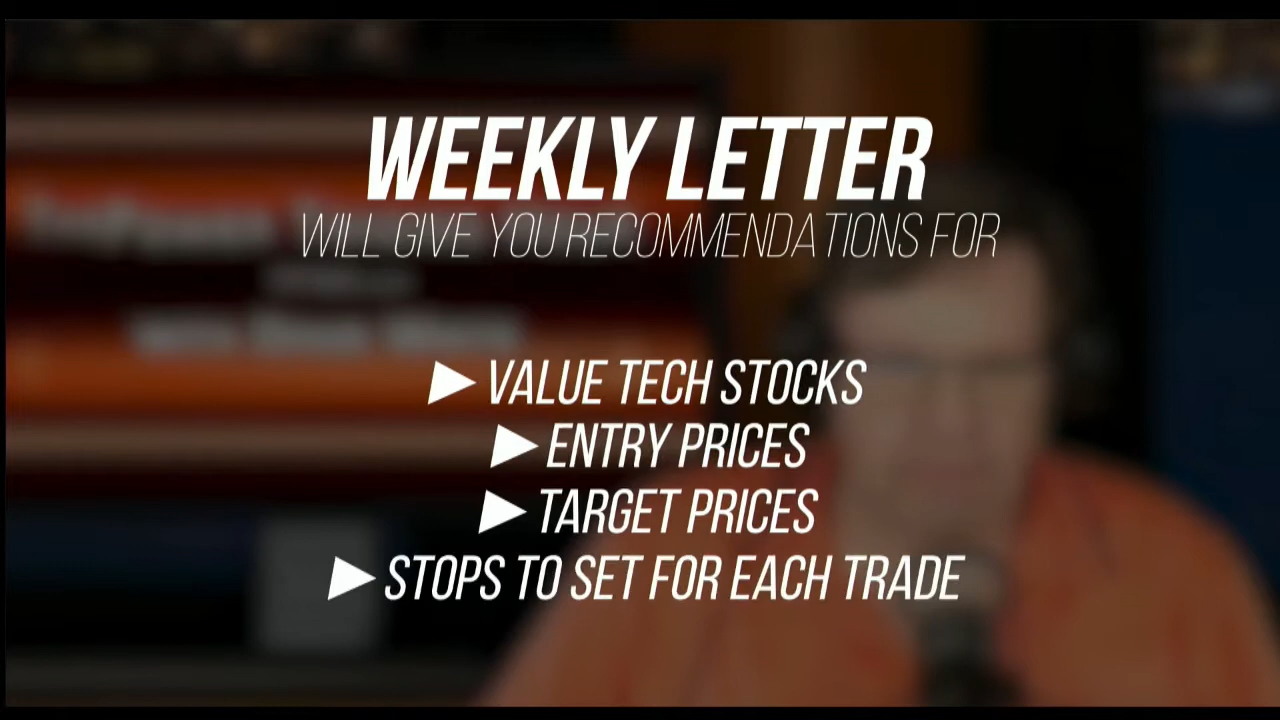 WEEKLY LETTER
WILL GIVE YOU RECOMMENDATIONS FOR
▶ VALUE TECH STOCKS
▶ ENTRY PRICES
▶ TARGET PRICES
▶ STOPS TO SET FOR EACH TRADE